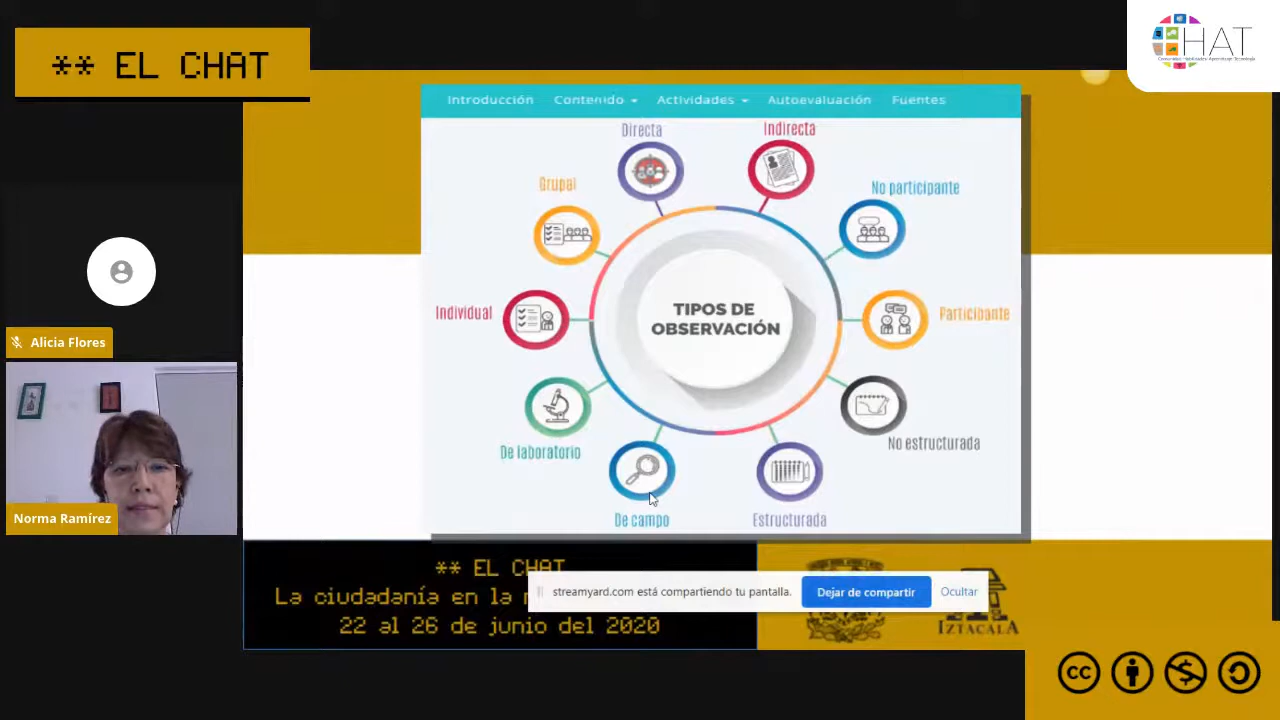 ** EL CHAT
HAT
Introducción Contenido Actividades Autoevaluación Fuentes
Directa
Indirecta
Grupal
No participante
Individual
TIPOS DE
OBSERVACIÓN
Participante
De laboratorio
No estructurada
De campo
Estructurada
Alicia Flores
Norma Ramírez
** EL CHAT
La ciudadanía en la
22 al 26 de junio del 2020
streamyard.com está compartiendo tu pantalla.
Dejar de compartir
Ocultar
IZTACALA
CC